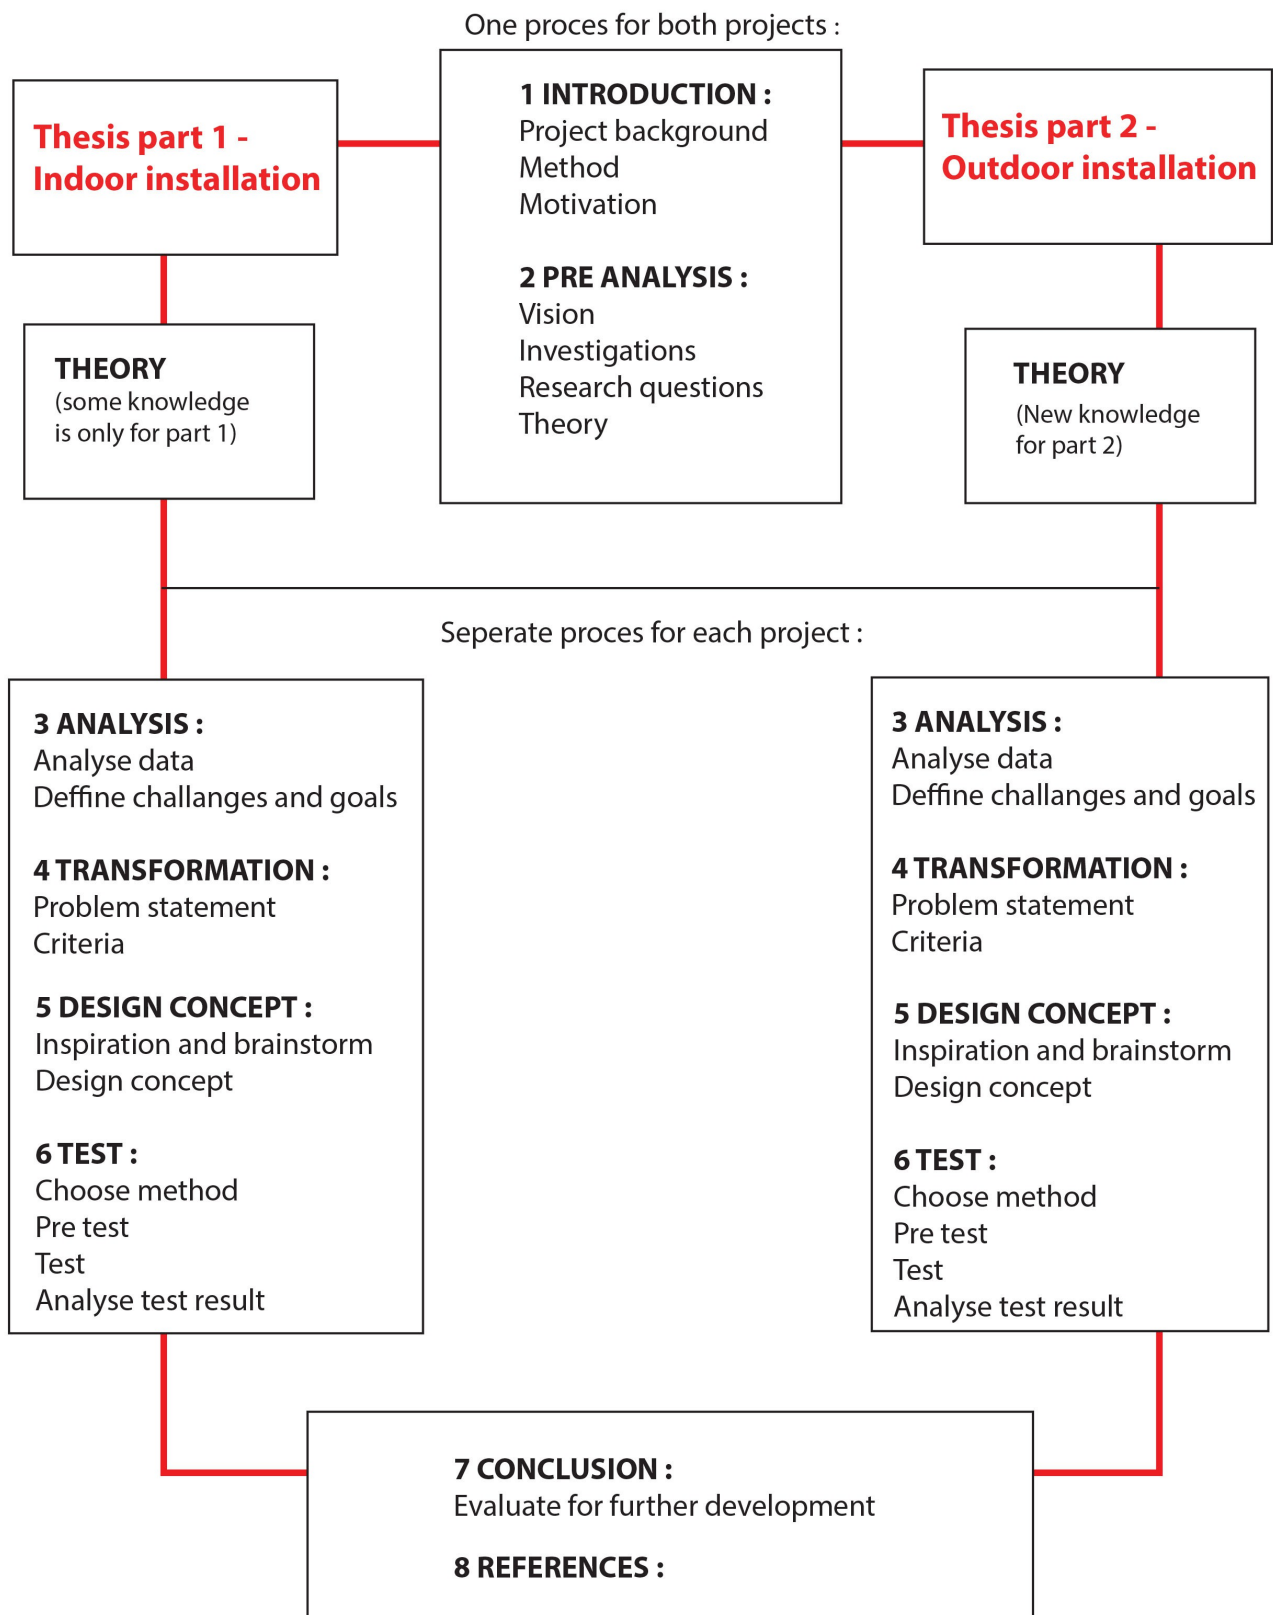 One proces for both projects :
Thesis part 1 -
Indoor installation
1 INTRODUCTION :
Project background
Method
Motivation
2 PRE ANALYSIS :
Vision
Investigations
Research questions
Theory
Thesis part 2 -
Outdoor installation
THEORY
(some knowledge
is only for part 1)
THEORY
(New knowledge
for part 2)
Seperate proces for each project :
3 ANALYSIS :
Analyse data
Deffine challanges and goals
4 TRANSFORMATION :
Problem statement
Criteria
5 DESIGN CONCEPT :
Inspiration and brainstorm
Design concept
6 TEST :
Choose method
Pre test
Test
Analyse test result
3 ANALYSIS :
Analyse data
Deffine challanges and goals
4 TRANSFORMATION :
Problem statement
Criteria
5 DESIGN CONCEPT :
Inspiration and brainstorm
Design concept
6 TEST :
Choose method
Pre test
Test
Analyse test result
7 CONCLUSION :
Evaluate for further development
8 REFERENCES :